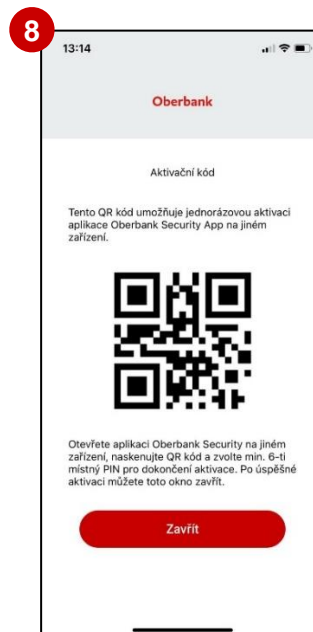 8
13:14
Oberbank
Aktivační kód
Tento QR kód umožňuje jednorázovou aktivaci
aplikace Oberbank Security App na jiném
zařízení.
Otevřete aplikaci Oberbank Security na jiném
zařízení, naskenujte QR kód a zvolte min. 6-ti
místný PIN pro dokončení aktivace. Po úspěšné
aktivaci můžete toto okno zavřít.
Zavřít